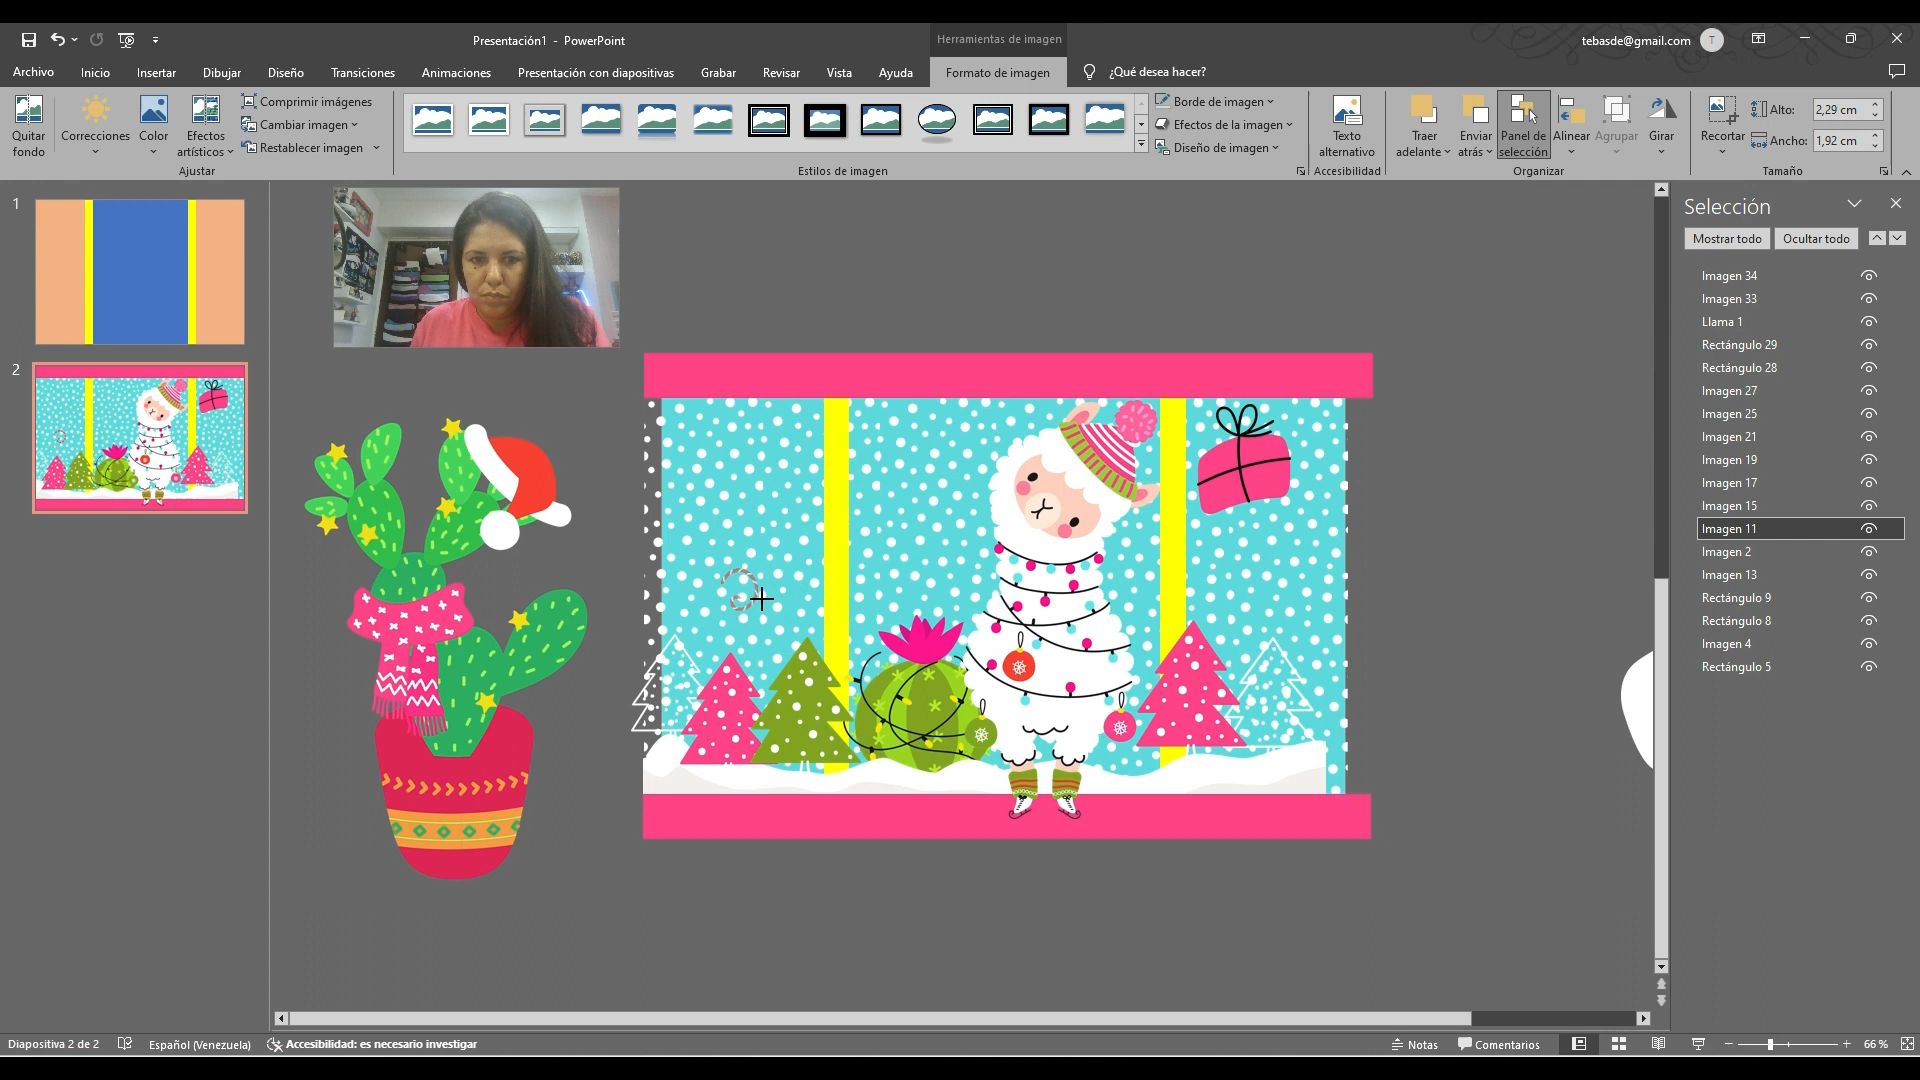 Presentación1 - PowerPoint
Herramientas de imagen
tebasde@gmail.com
T
Archivo
Inicio
Insertar
Dibujar
Diseño
Transiciones
Animaciones
Presentación con diapositivas
Grabar
Revisar
Vista
Ayuda
Formato de imagen
¿Qué desea hacer?
Quitar fondo
Correcciones
Color
Efectos artísticos
Comprimir imágenes
Cambiar imagen
Restablecer imagen
Ajustar
Estilos de imagen
Borde de imagen
Efectos de la imagen
Diseño de imagen
Texto alternativo
Accesibilidad
Traer adelante
Enviar atrás
Panel de selección
Alinear
Agrupar
Girar
Organizar
Recortar
Alto:
2,29 cm
Ancho:
1,92 cm
Tamaño
1
2
Selección
Mostrar todo
Ocultar todo
Imagen 34
Imagen 33
Llama 1
Rectángulo 29
Rectángulo 28
Imagen 27
Imagen 25
Imagen 21
Imagen 19
Imagen 17
Imagen 15
Imagen 11
Imagen 2
Imagen 13
Rectángulo 9
Rectángulo 8
Imagen 4
Rectángulo 5
Diapositiva 2 de 2
Español (Venezuela)
Accesibilidad: es necesario investigar
Notas
Comentarios
66 %